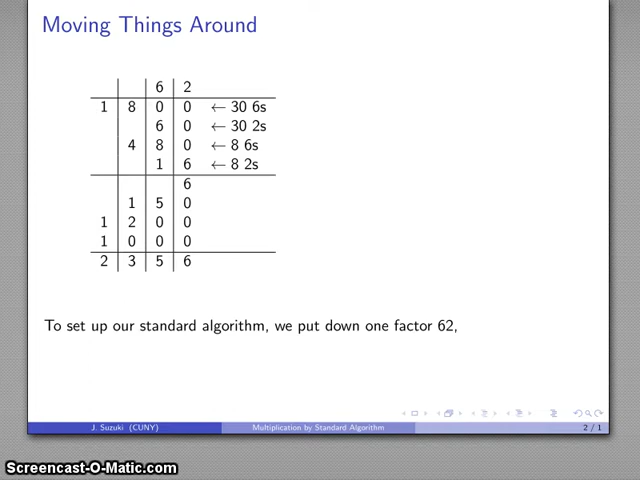 Moving Things Around
6 2
1 8 0 0 ← 30 6s
6 0 ← 30 2s
4 8 0 ← 8 6s
1 6 ← 8 2s
6
1 5 0
1 2 0 0
1 0 0 0
2 3 5 6
To set up our standard algorithm, we put down one factor 62,
J. Suzuki (CUNY) Multiplication by Standard Algorithm 2 / 1
Screencast-O-Matic.com